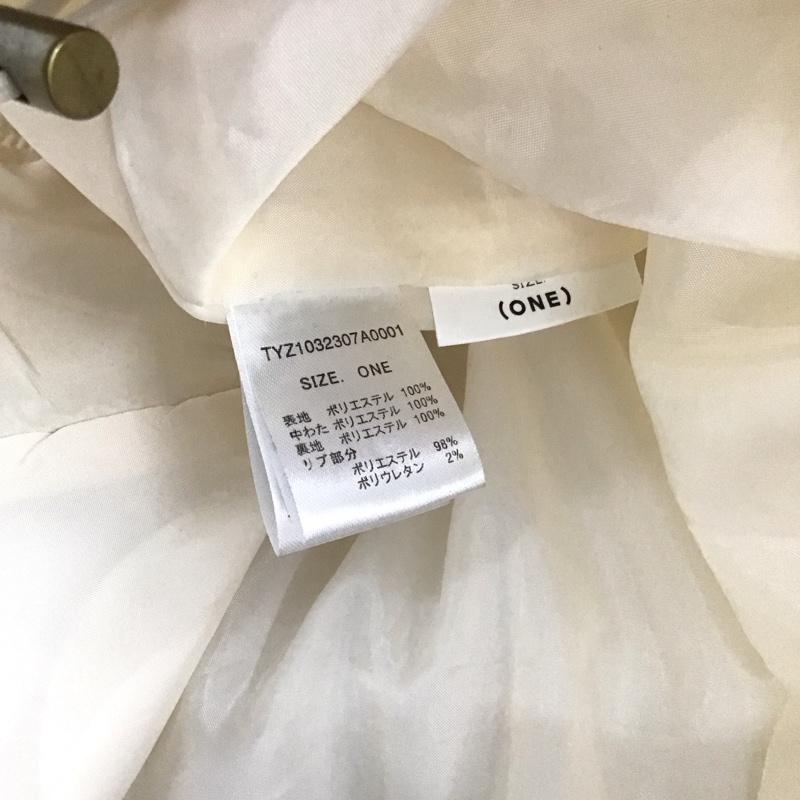 SIZE.
(ONE)
TYZ1032307A0001
SIZE. ONE
表地 ポリエステル 100%
中わた ポリエステル 100%
裏地 ポリエステル 100%
リブ部分
ポリエステル 98%
ポリウレタン 2%